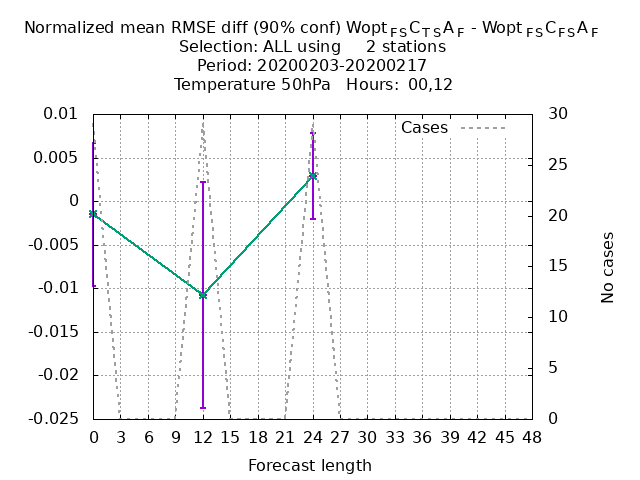 Normalized mean RMSE diff (90% conf) Wopt FS C TS A F - Wopt FS C FS A F
Selection: ALL using 2 stations
Period: 20200203-20200217
Temperature 50hPa Hours: 00,12
Cases
0.01
0.005
0
-0.005
-0.01
-0.015
-0.02
-0.025
30
25
20
15
10
5
0
No cases
0 3 6 9 12 15 18 21 24 27 30 33 36 39 42 45 48
Forecast length